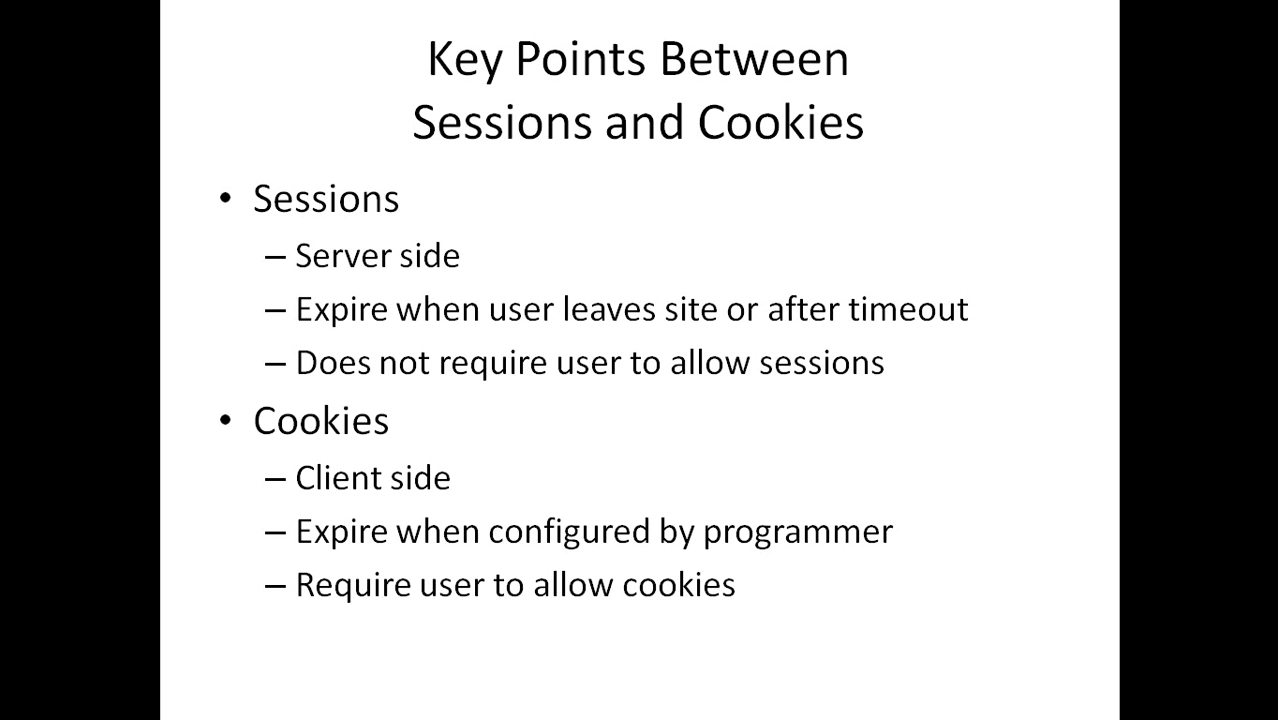 Key Points Between
Sessions and Cookies
• Sessions
– Server side
– Expire when user leaves site or after timeout
– Does not require user to allow sessions
• Cookies
– Client side
– Expire when configured by programmer
– Require user to allow cookies